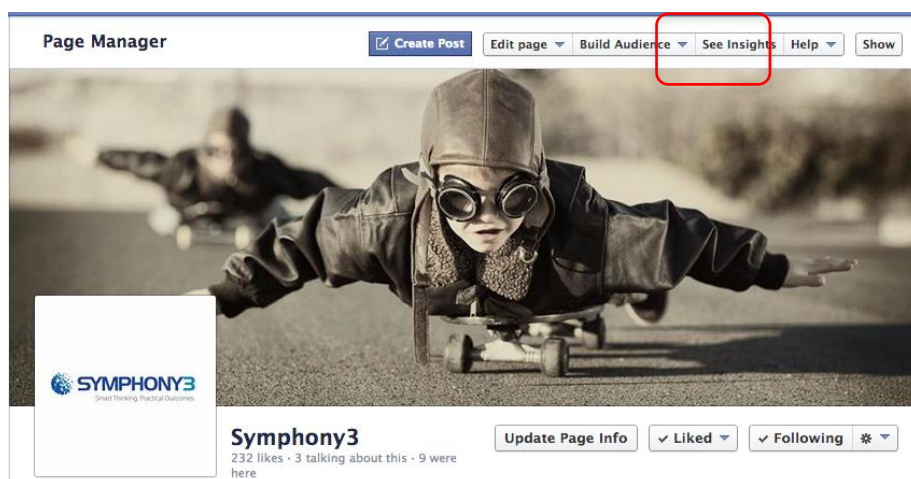 Page Manager
Create Post
Edit page
Build Audience
See Insights
Help
Show
SYMPHONY3
Smart Thinking. Practical Outcomes.
Symphony3
232 likes · 3 talking about this · 9 were
here
Update Page Info
✓ Liked
✓ Following